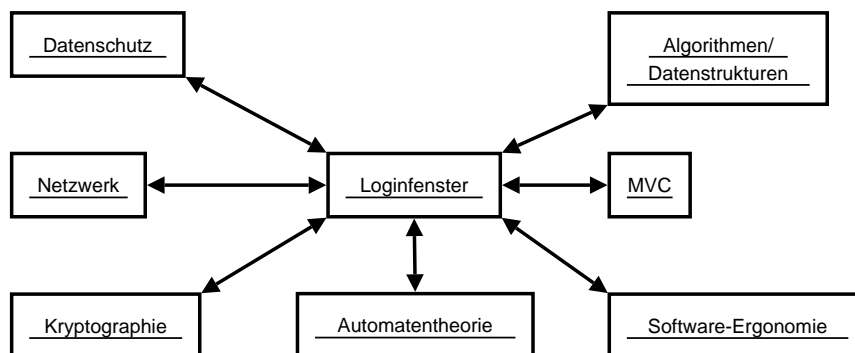 Datenschutz
Algorithmen/
Datenstrukturen
Netzwerk
Loginfenster
MVC
Kryptographie
Automatentheorie
Software-Ergonomie